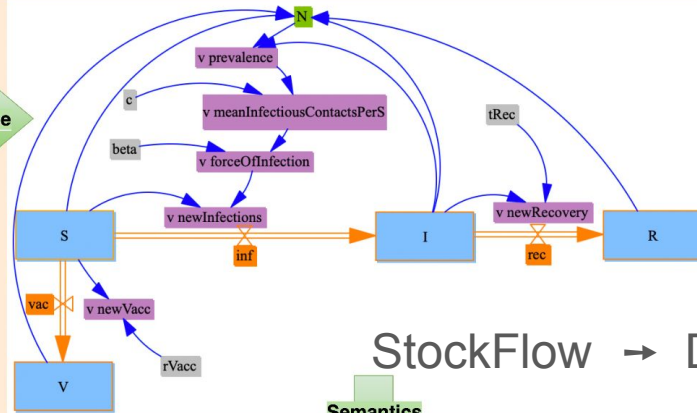 N
v prevalence
c
v meanInfectiousContactsPerS
tRec
e
beta
v forceOfInfection
v newInfections
v newRecovery
S
I
R
inf
rec
vac
v newVacc
rVacc
V
StockFlow → D
Semantics